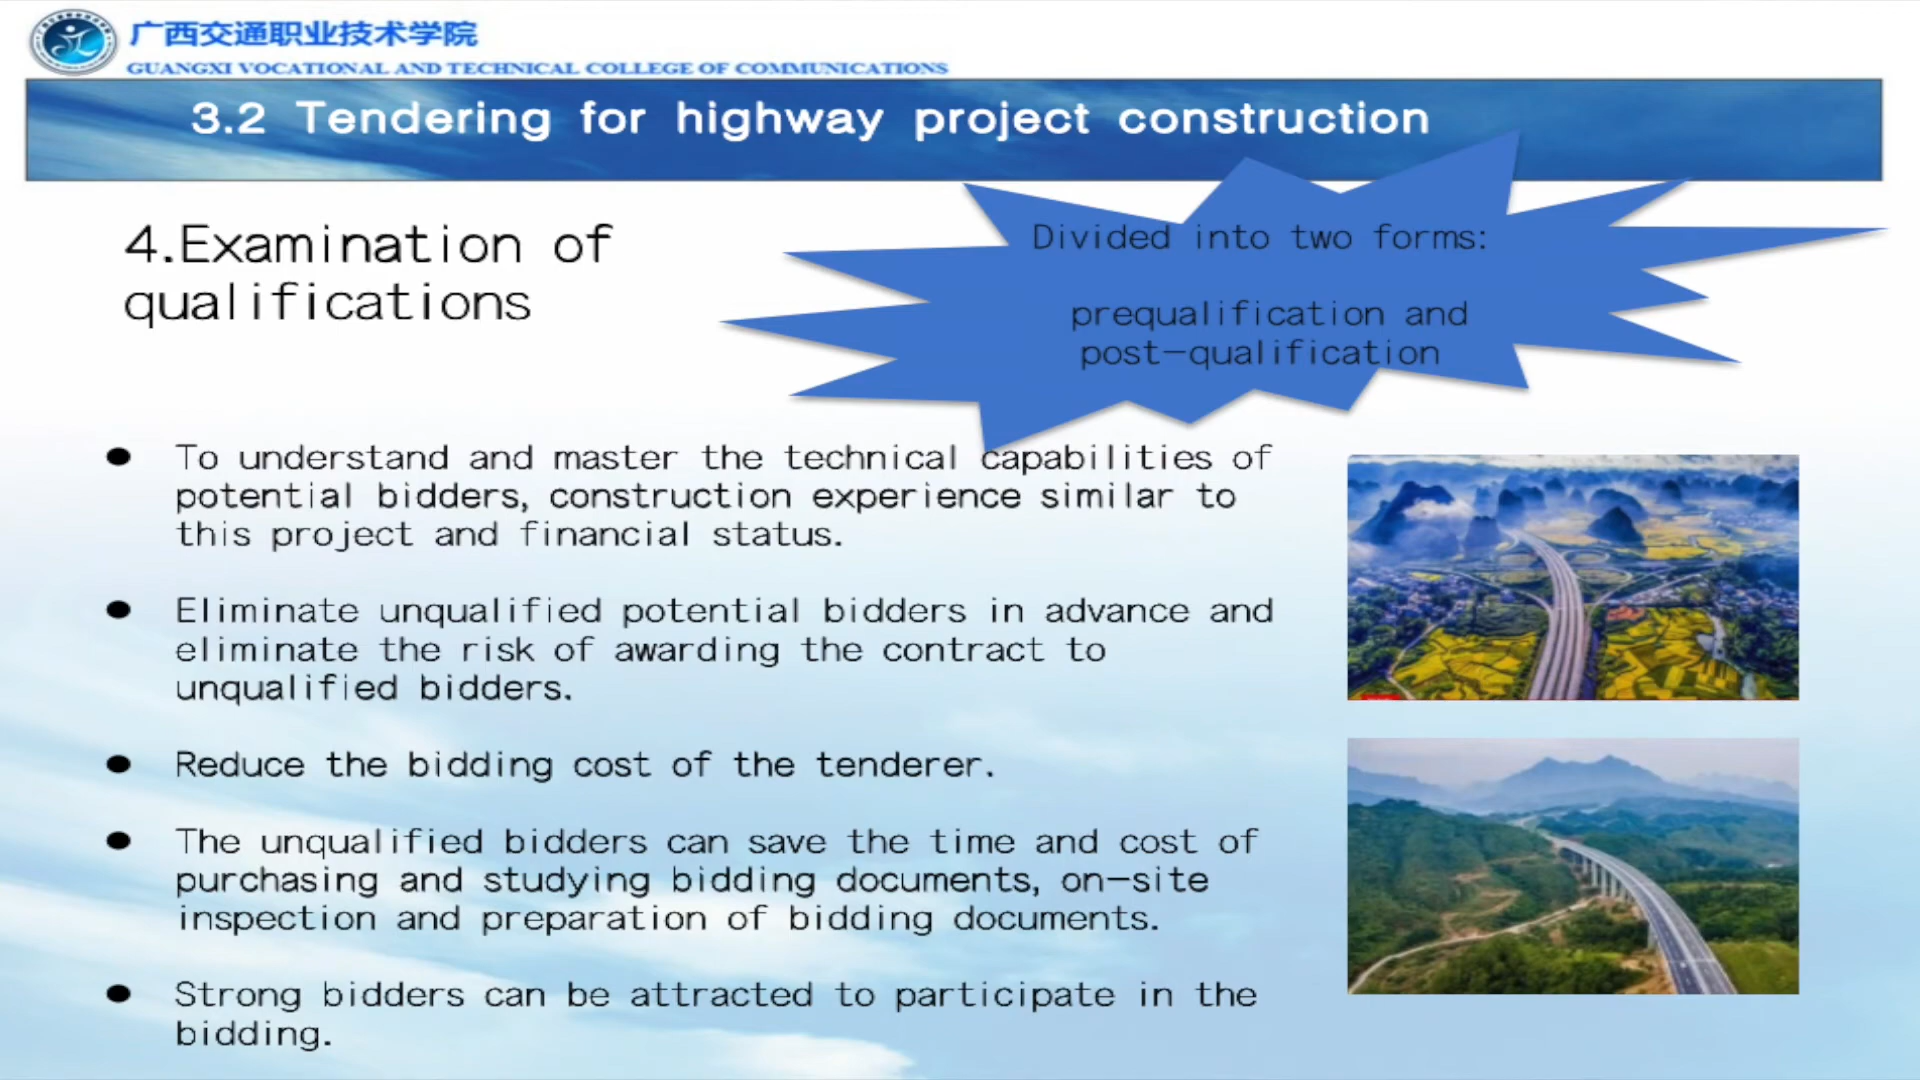 广西交通职业技术学院
GUANGXI VOCATIONAL AND TECHNICAL COLLEGE OF COMMUNICATIONS
3.2 Tendering for highway project construction
4.Examination of
qualifications
Divided into two forms:
prequalification and
post-qualification
● To understand and master the technical capabilities of
potential bidders, construction experience similar to
this project and financial status.
● Eliminate unqualified potential bidders in advance and
eliminate the risk of awarding the contract to
unqualified bidders.
● Reduce the bidding cost of the tenderer.
● The unqualified bidders can save the time and cost of
purchasing and studying bidding documents, on-site
inspection and preparation of bidding documents.
● Strong bidders can be attracted to participate in the
bidding.